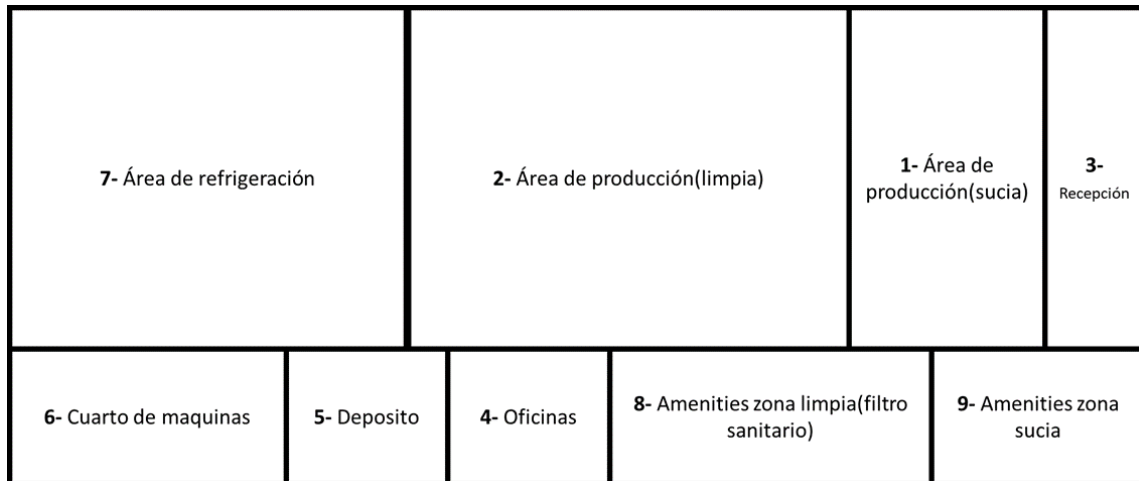 7- Área de refrigeración
2- Área de producción(limpia)
1- Área de
producción(sucia)
3-
Recepción
6- Cuarto de maquinas
5- Deposito
4- Oficinas
8- Amenities zona limpia(filtro
sanitario)
9- Amenities zona
sucia